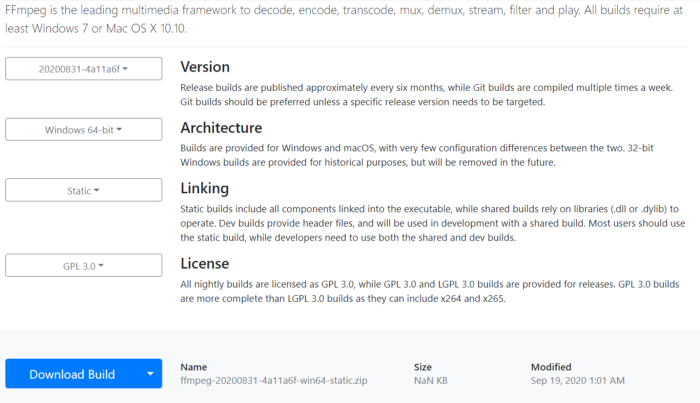 FFmpeg is the leading multimedia framework to decode, encode, transcode, mux, demux, stream, filter and play. All builds require at
least Windows 7 or Mac OS X 10.10.
20200831-4a11a6f
Version
Release builds are published approximately every six months, while Git builds are compiled multiple times a week.
Git builds should be preferred unless a specific release version needs to be targeted.
Windows 64-bit
Architecture
Builds are provided for Windows and macOS, with very few configuration differences between the two. 32-bit
Windows builds are provided for historical purposes, but will be removed in the future.
Static
Linking
Static builds include all components linked into the executable, while shared builds rely on libraries (.dll or .dylib) to
operate. Dev builds provide header files, and will be used in development with a shared build. Most users should use
the static build, while developers need to use both the shared and dev builds.
GPL 3.0
License
All nightly builds are licensed as GPL 3.0, while GPL 3.0 and LGPL 3.0 builds are provided for releases. GPL 3.0 builds
are more complete than LGPL 3.0 builds as they can include x264 and x265.
Download Build
Name
ffmpeg-20200831-4a11a6f-win64-static.zip
Size
NaN KB
Modified
Sep 19, 2020 1:01 AM